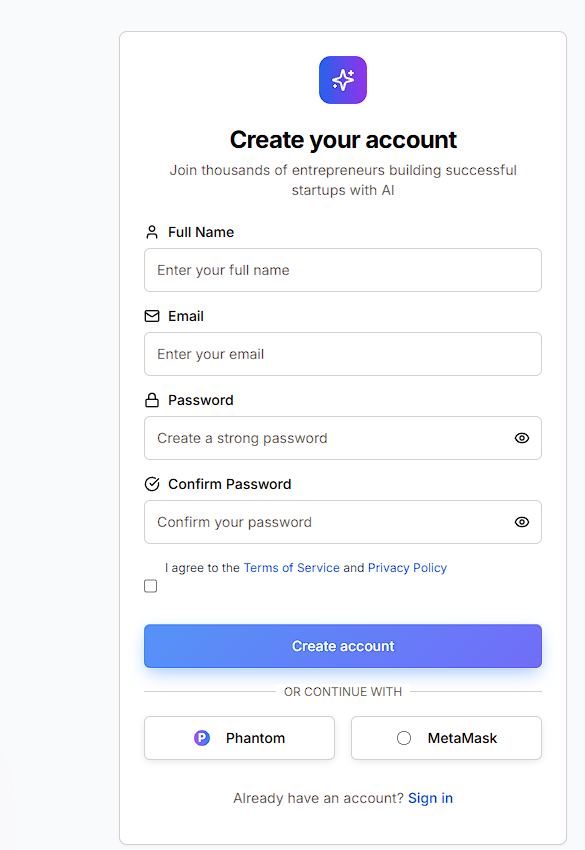 Create your account
Join thousands of entrepreneurs building successful
startups with AI
Full Name
Enter your full name
Email
Enter your email
Password
Create a strong password
Confirm Password
Confirm your password
I agree to the Terms of Service and Privacy Policy
Create account
OR CONTINUE WITH
P Phantom
MetaMask
Already have an account? Sign in